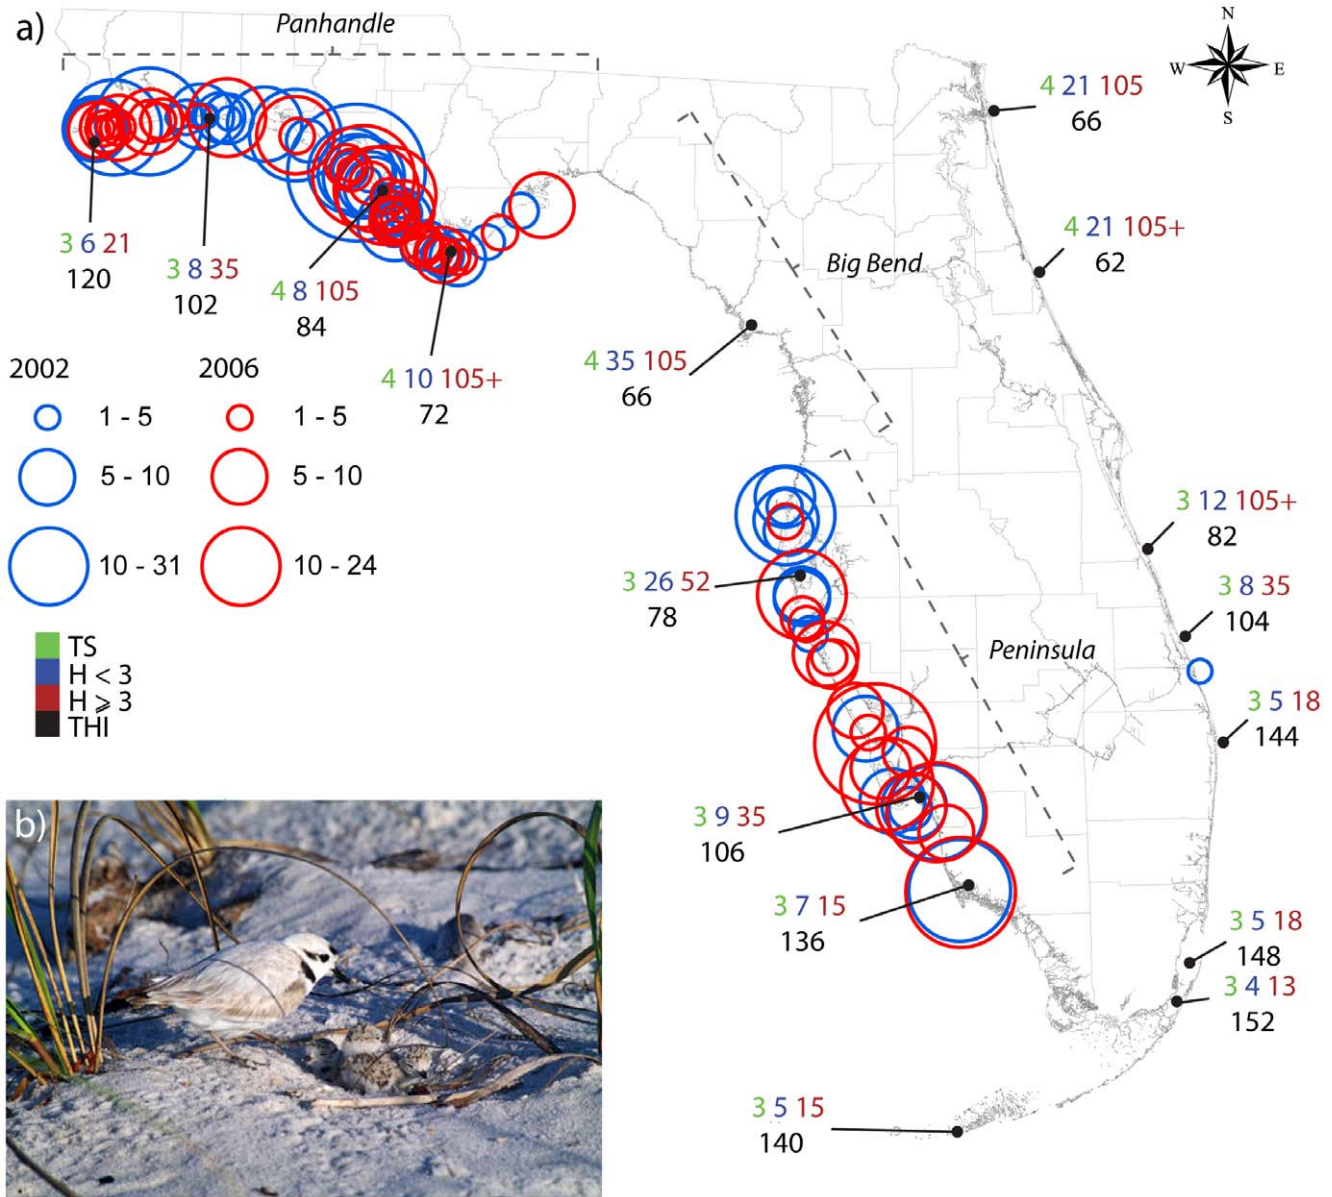 a)
Panhandle
N
W E
S
4 21 105
66
3 6 21
120
3 8 35
102
4 8 105
84
4 10 105+
72
4 21 105+
62
Big Bend
4 35 105
66
2002 2006
1 - 5 1 - 5
5 - 10 5 - 10
10 - 31 10 - 24
TS
H < 3
H ⩾ 3
THI
3 12 105+
82
3 26 52
78
3 8 35
104
Peninsula
3 5 18
144
3 9 35
106
3 7 15
136
3 5 18
148
3 4 13
152
3 5 15
140
b)